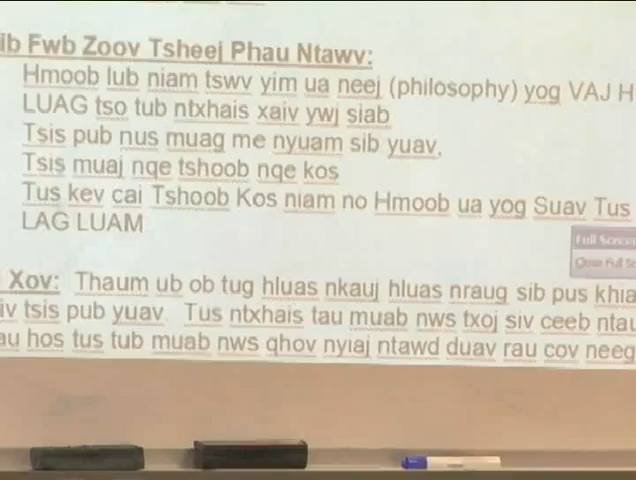 ib Fwb Zoov Tsheej Phau Ntawv:
Hmoob lub niam tswv yim ua neej (philosophy) yog VAJ H
LUAG tso tub ntxhais xaiv ywj siab
Tsis pub nus muag me nyuam sib yuav.
Tsis muaj nqe tshoob nqe kos
Tus kev cai Tshoob Kos niam no Hmoob ua yog Suav Tus
LAG LUAM
Full Screen
Close Full Sc
Xov: Thaum ub ob tug hluas nkauj hluas nraug sib pus khia
iv tsis pub yuav. Tus ntxhais tau muab nws txoj siv ceeb ntau
au hos tus tub muab nws qhov nyiaj ntawd duav rau cov neeg